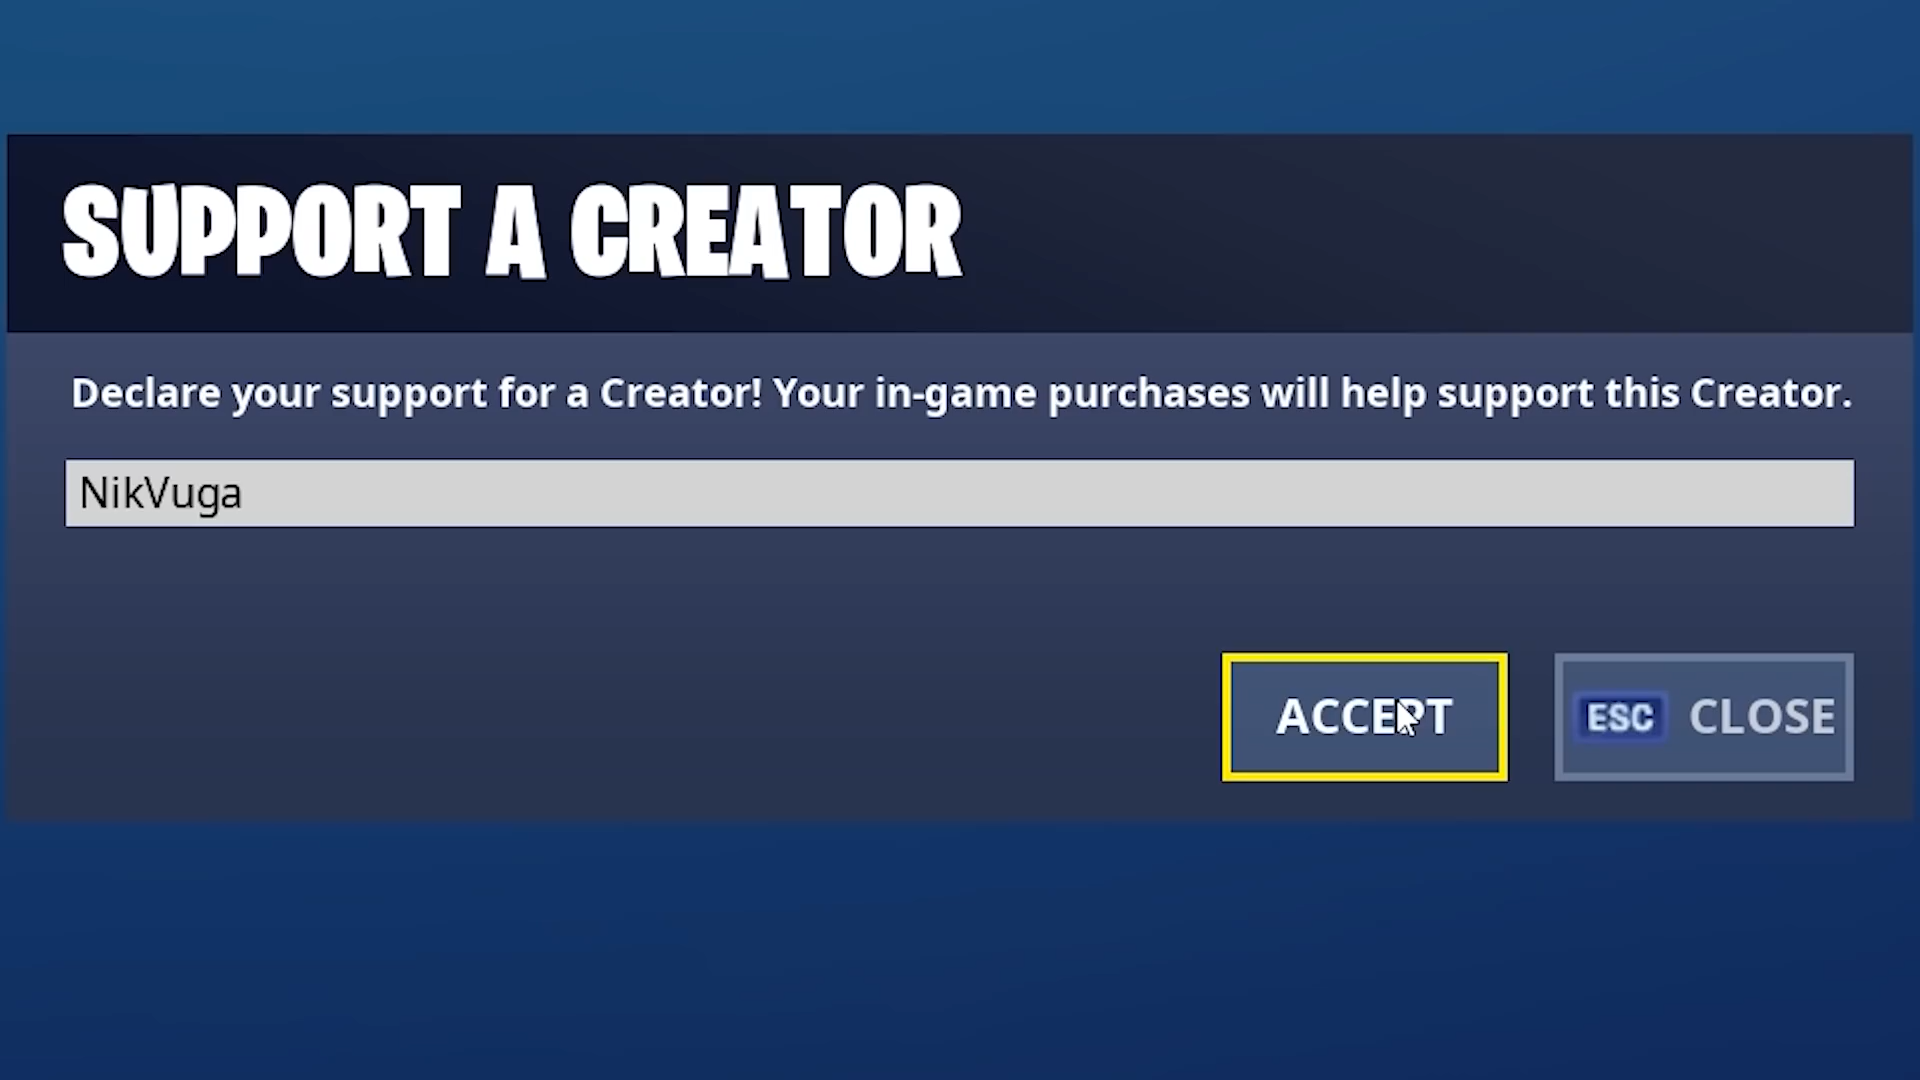 SUPPORT A CREATOR
Declare your support for a Creator! Your in-game purchases will help support this Creator.
NikVuga
ACCEPT
ESC CLOSE